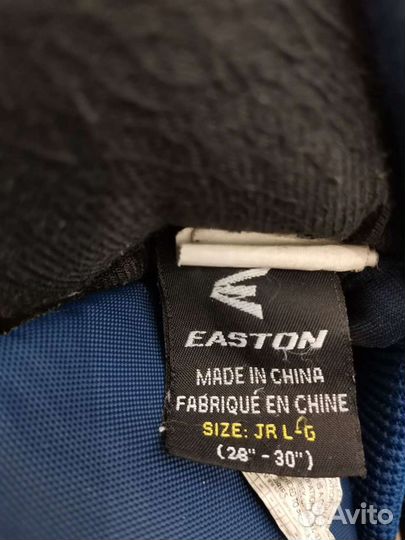 EASTON
MADE IN CHINA
FABRIQUÉ EN CHINE
SIZE: JR L-G
(28" - 30")
Avito